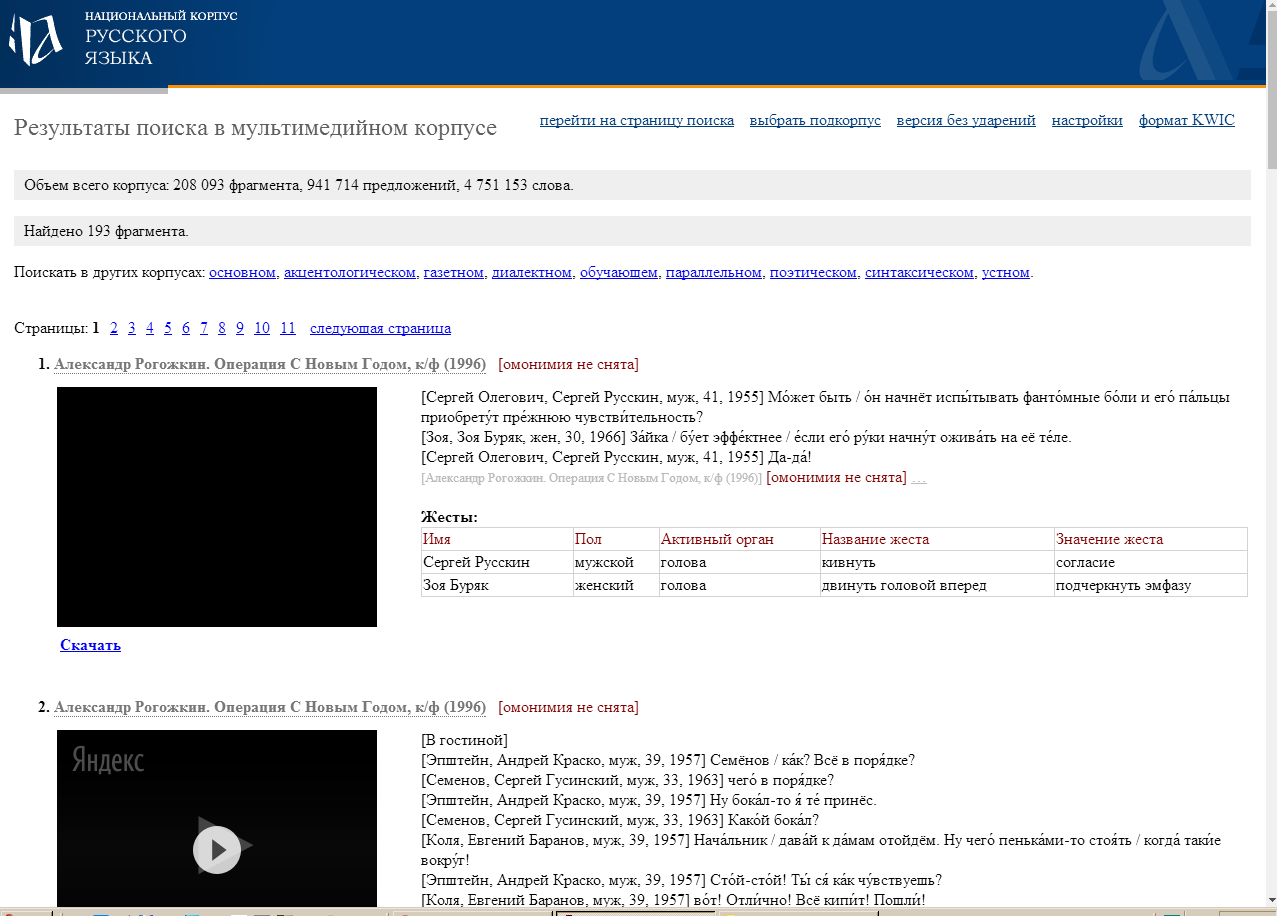 НАЦИОНАЛЬНЫЙ КОРПУС
РУССКОГО
ЯЗЫКА
Результаты поиска в мультимедийном корпусе
перейти на страницу поиска выбрать подкорпус версия без ударений настройки формат KWIC
Объем всего корпуса: 208 093 фрагмента, 941 714 предложений, 4 751 153 слова.
Найдено 193 фрагмента.
Поискать в других корпусах: основном, акцентологическом, газетном, диалектном, обучающем, параллельном, поэтическом, синтаксическом, устном.
Страницы: 1 2 3 4 5 6 7 8 9 10 11 следующая страница
1. Александр Рогожкин. Операция С Новым Годом, к/ф (1996) [омонимия не снята]
[Сергей Олегович, Сергей Русскин, муж, 41, 1955] Мо́жет быть / о́н начнёт испы́тывать фанто́мные бо́ли и его́ па́льцы
приобрету́т пре́жнюю чувстви́тельность?
[Зоя, Зоя Буряк, жен, 30, 1966] За́йка / бу́ет эффе́ктнее / е́сли его́ ру́ки начну́т ожива́ть на её те́ле.
[Сергей Олегович, Сергей Русскин, муж, 41, 1955] Да-да́!
[Александр Рогожкин. Операция С Новым Годом, к/ф (1996)] [омонимия не снята] ...
Жесты:
Имя Пол Активный орган Название жеста Значение жеста
Сергей Русскин мужской голова кивнуть согласие
Зоя Буряк женский голова двинуть головой вперед подчеркнуть эмфазу
Скачать
2. Александр Рогожкин. Операция С Новым Годом, к/ф (1996) [омонимия не снята]
Яндекс
[В гостиной]
[Эпштейн, Андрей Краско, муж, 39, 1957] Семёнов / ка́к? Всё в поря́дке?
[Семенов, Сергей Гусинский, муж, 33, 1963] чего́ в поря́дке?
[Эпштейн, Андрей Краско, муж, 39, 1957] Ну бока́л-то я́ те́ принёс.
[Семенов, Сергей Гусинский, муж, 33, 1963] Како́й бока́л?
[Коля, Евгений Баранов, муж, 39, 1957] Нача́льник / дава́й к да́мам отойдём. Ну чего́ пенька́ми-то стоя́ть / когда́ таки́е
вокру́г!
[Эпштейн, Андрей Краско, муж, 39, 1957] Сто́й-сто́й! Ты́ ся́ ка́к чу́вствуешь?
[Коля, Евгений Баранов, муж, 39, 1957] во́т! Отли́чно! Всё кипи́т! Пошли́!